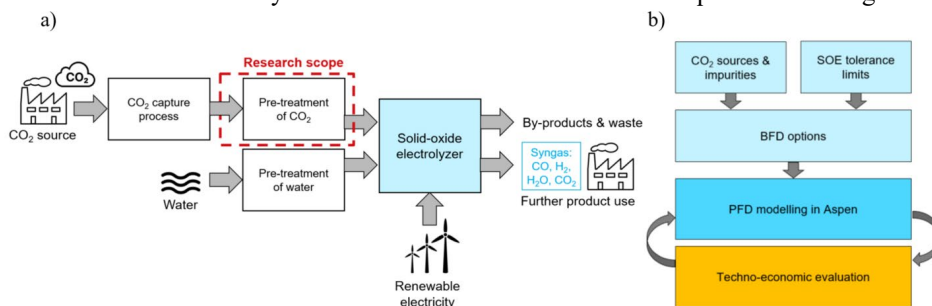 a)
b)
Research scope
CO₂
CO₂ source
CO₂ capture
process
Pre-treatment
of CO₂
Water
Pre-treatment
of water
Solid-oxide
electrolyzer
Renewable
electricity
By-products & waste
Syngas:
CO, H₂,
H₂O, CO₂
Further product use
CO₂ sources &
impurities
SOE tolerance
limits
BFD options
PFD modelling in Aspen
Techno-economic evaluation